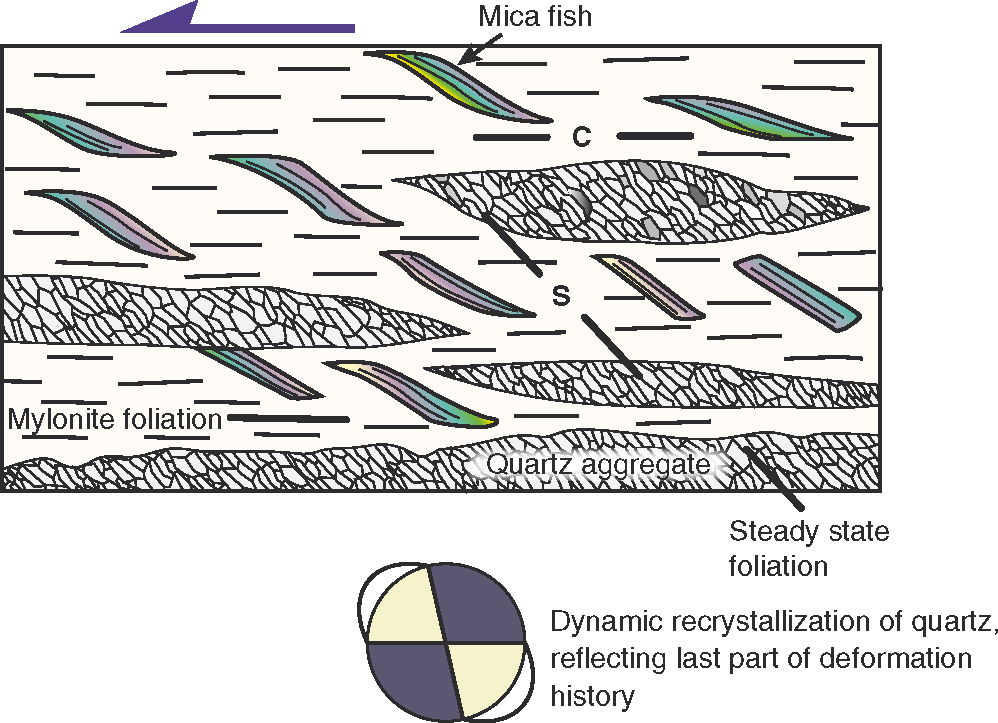 Mica fish
C
S
Mylonite foliation
Quartz aggregate
Steady state
foliation
Dynamic recrystallization of quartz,
reflecting last part of deformation
history